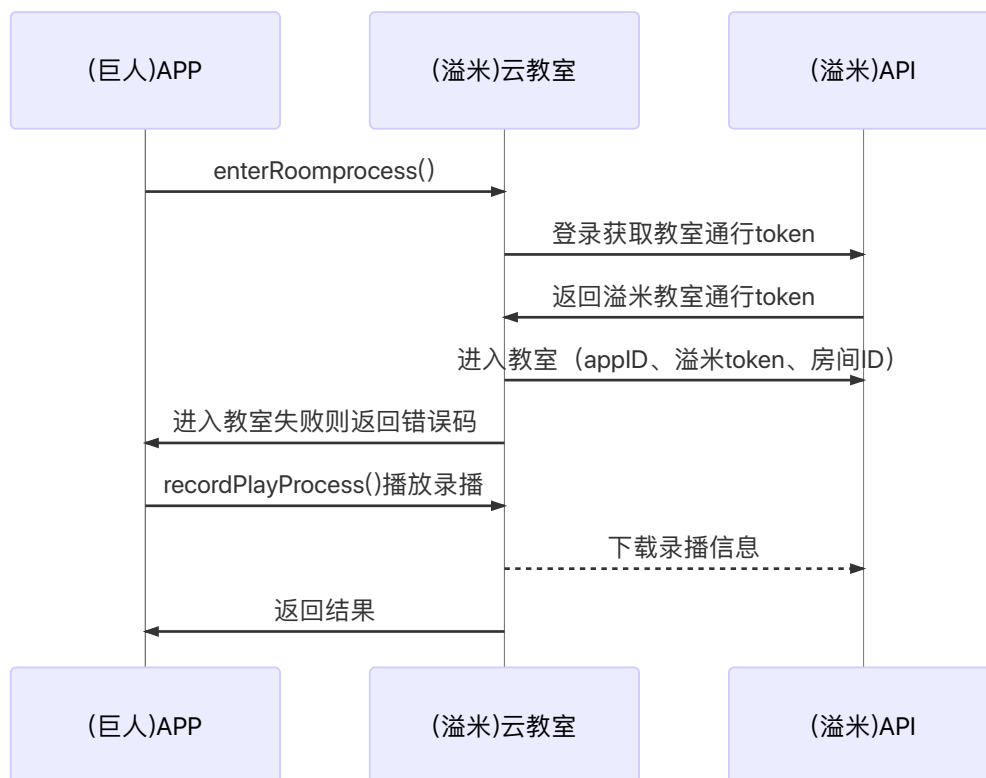 (巨人)APP
(溢米)云教室
(溢米)API
enterRoomprocess()
登录获取教室通行token
返回溢米教室通行token
进入教室（appID、溢米token、房间ID）
进入教室失败则返回错误码
recordPlayProcess()播放录播
下载录播信息
返回结果
(巨人)APP
(溢米)云教室
(溢米)API